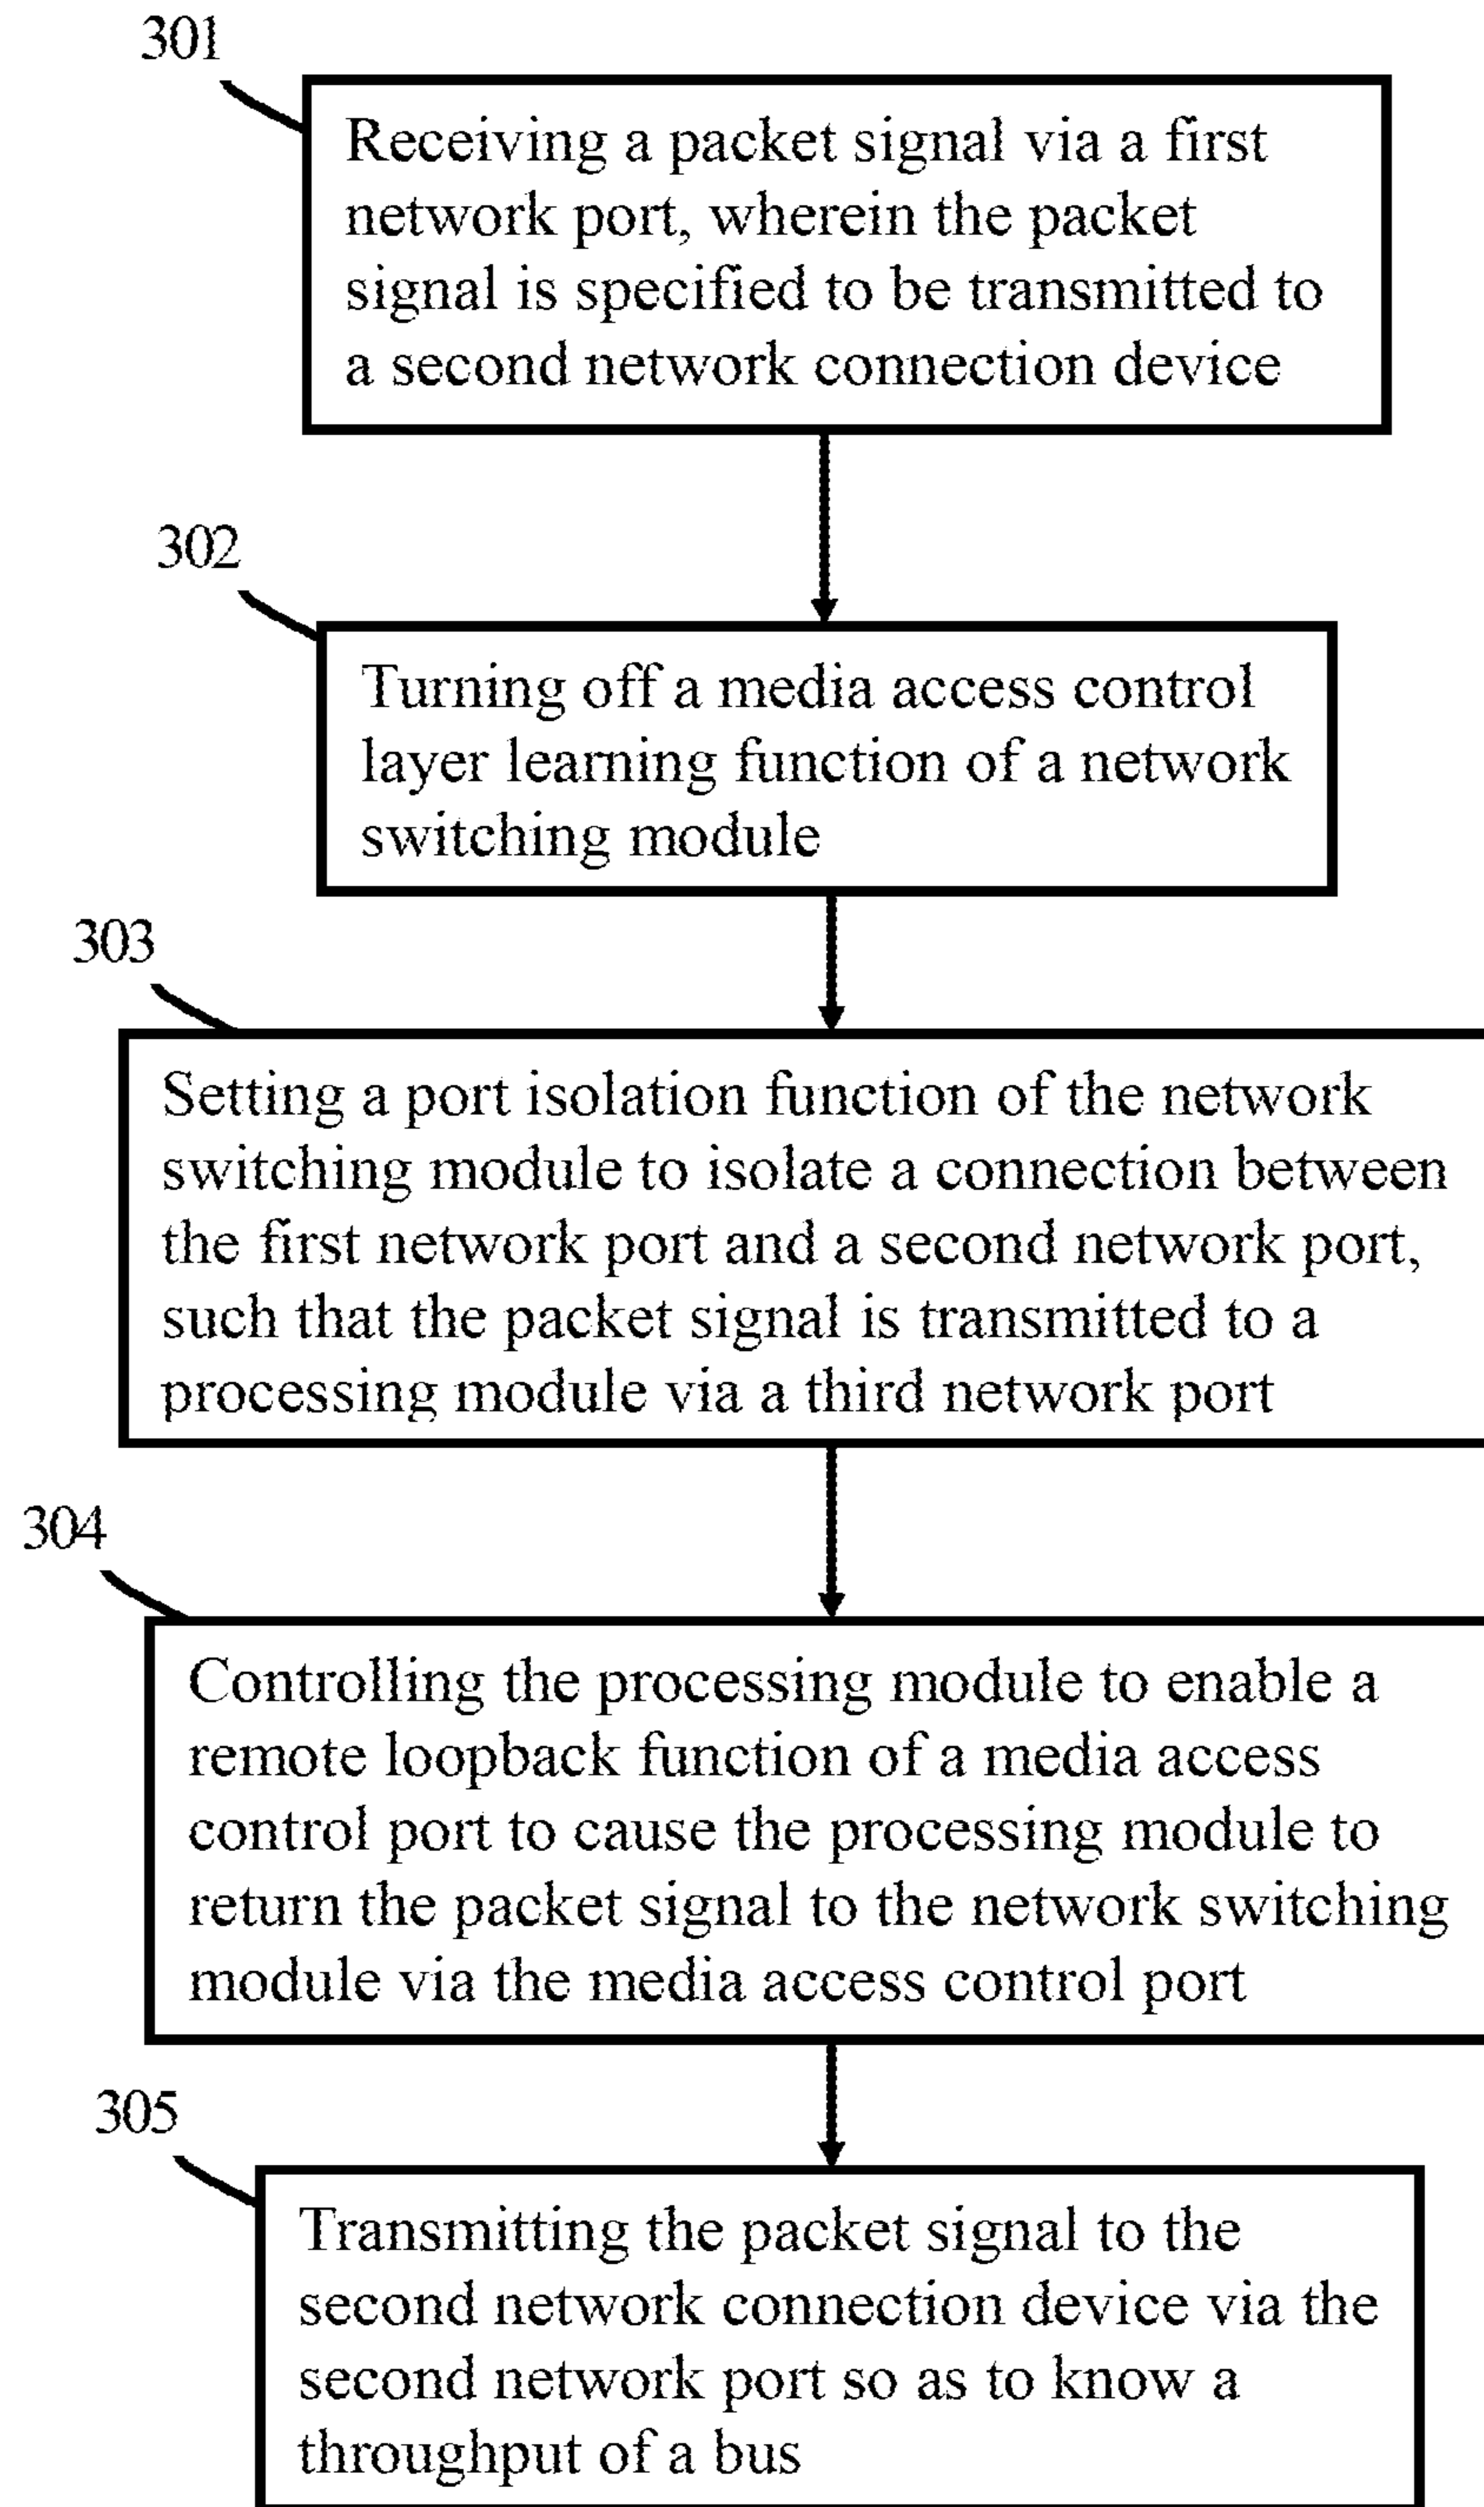 301
Receiving a packet signal via a first
network port, wherein the packet
signal is specified to be transmitted to
a second network connection device
302
Turning off a media access control
layer learning function of a network
switching module
303
Setting a port isolation function of the network
switching module to isolate a connection between
the first network port and a second network port,
such that the packet signal is transmitted to a
processing module via a third network port
304
Controlling the processing module to enable a
remote loopback function of a media access
control port to cause the processing module to
return the packet signal to the network switching
module via the media access control port
305
Transmitting the packet signal to the
second network connection device via the
second network port so as to know a
throughput of a bus